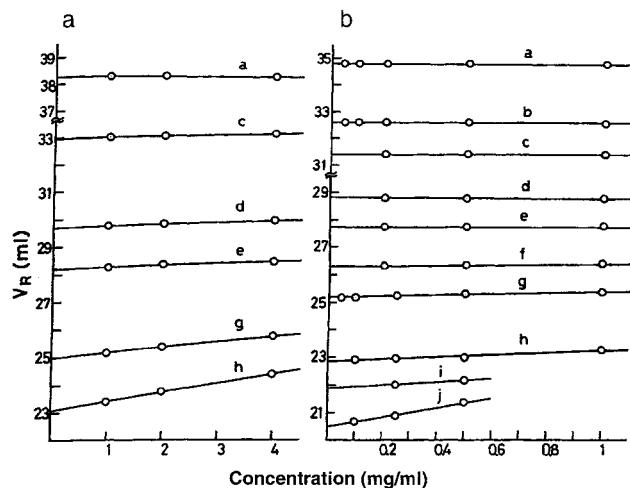 a
b
39
38
37
33
31
29
27
25
23
a
c
d
e
g
h
V_R (ml)
1
2
3
4
35
33
31
29
27
25
23
21
a
b
c
d
e
f
g
h
i
j
0.2
0.4
0.6
0.8
1
Concentration (mg/ml)